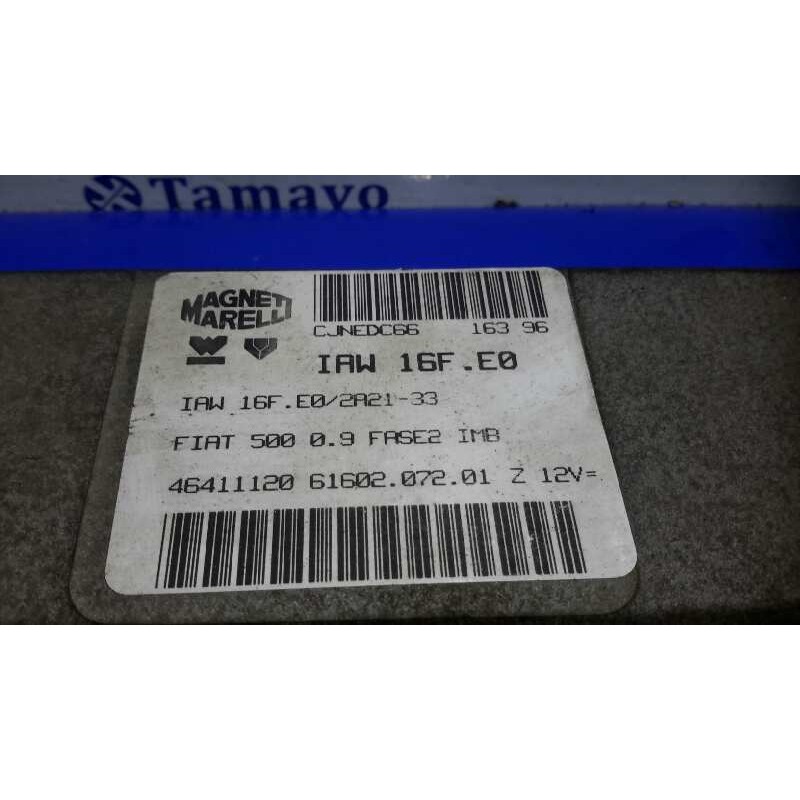 Tamayo
MAGNETI
MARELLI
CJNEDC66 163 96
IAW 16F.E0
IAW 16F.E0/2A21-33
FIAT 500 0.9 FASE2 IMB
46411120 61602.072.01 Z 12V=